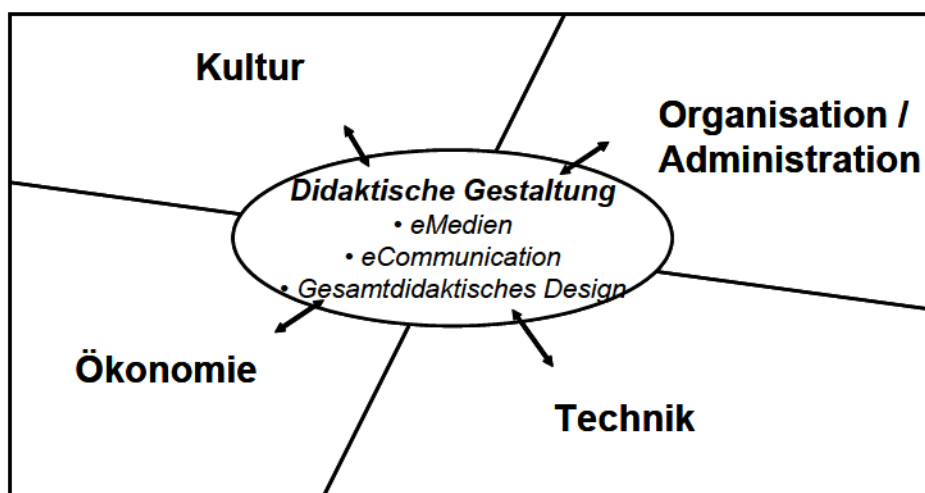 Kultur
Organisation /
Administration
Didaktische Gestaltung
• eMedien
• eCommunication
• Gesamtdidaktisches Design
Ökonomie
Technik